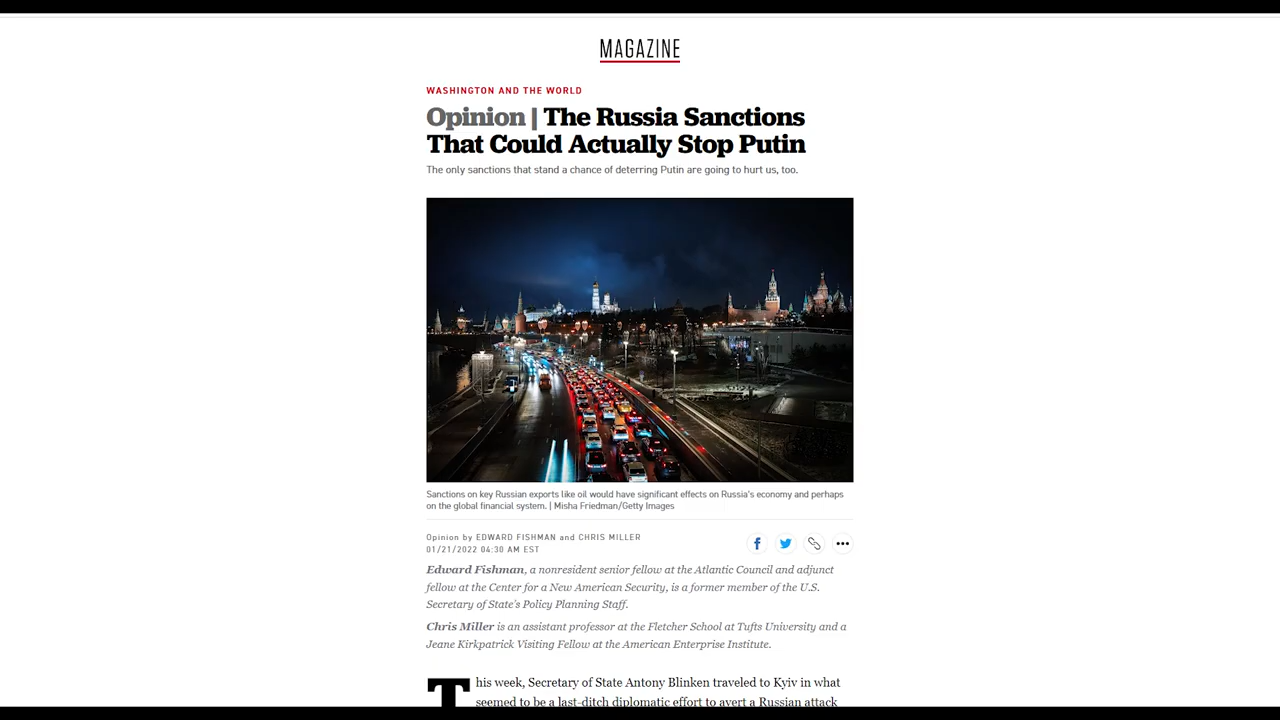 MAGAZINE
WASHINGTON AND THE WORLD
Opinion | The Russia Sanctions
That Could Actually Stop Putin
The only sanctions that stand a chance of deterring Putin are going to hurt us, too.
Sanctions on key Russian exports like oil would have significant effects on Russia's economy and perhaps
on the global financial system. | Misha Friedman/Getty Images
Opinion by EDWARD FISHMAN and CHRIS MILLER
01/21/2022 04:30 AM EST
Edward Fishman, a nonresident senior fellow at the Atlantic Council and adjunct
fellow at the Center for a New American Security, is a former member of the U.S.
Secretary of State's Policy Planning Staff.
Chris Miller is an assistant professor at the Fletcher School at Tufts University and a
Jeane Kirkpatrick Visiting Fellow at the American Enterprise Institute.
This week, Secretary of State Antony Blinken traveled to Kyiv in what
seemed to be a last-ditch diplomatic effort to avert a Russian attack